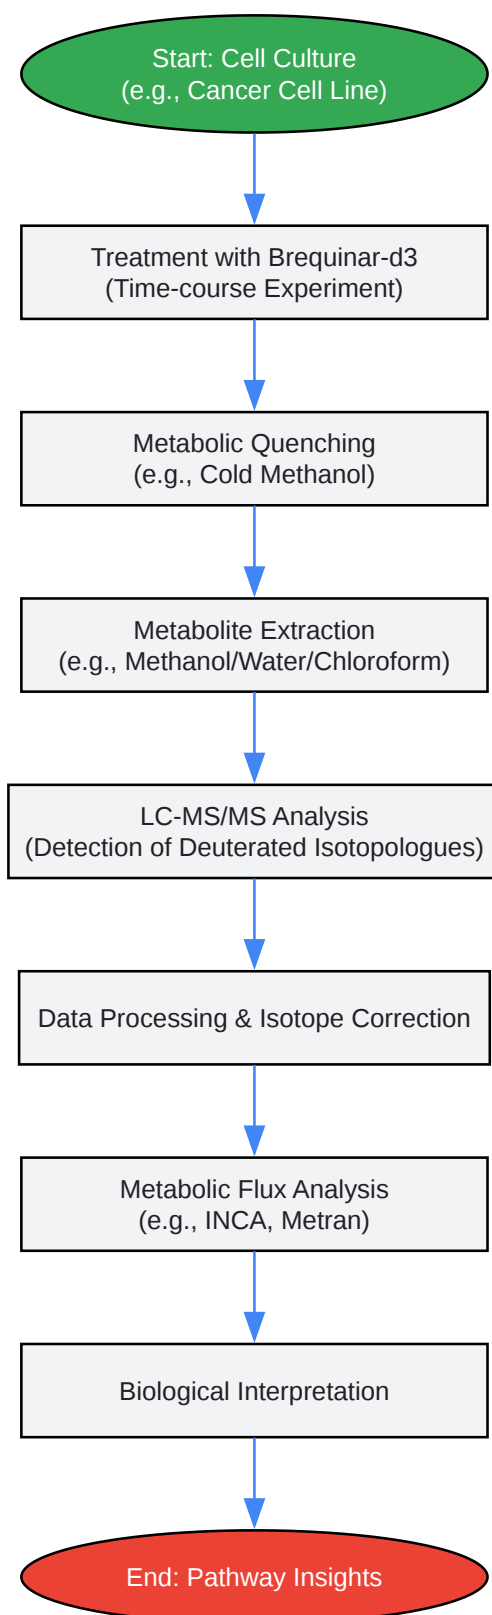 Start: Cell Culture
(e.g., Cancer Cell Line)
Treatment with Brequinar-d3
(Time-course Experiment)
Metabolic Quenching
(e.g., Cold Methanol)
Metabolite Extraction
(e.g., Methanol/Water/Chloroform)
LC-MS/MS Analysis
(Detection of Deuterated Isotopologues)
Data Processing & Isotope Correction
Metabolic Flux Analysis
(e.g., INCA, Metran)
Biological Interpretation
End: Pathway Insights